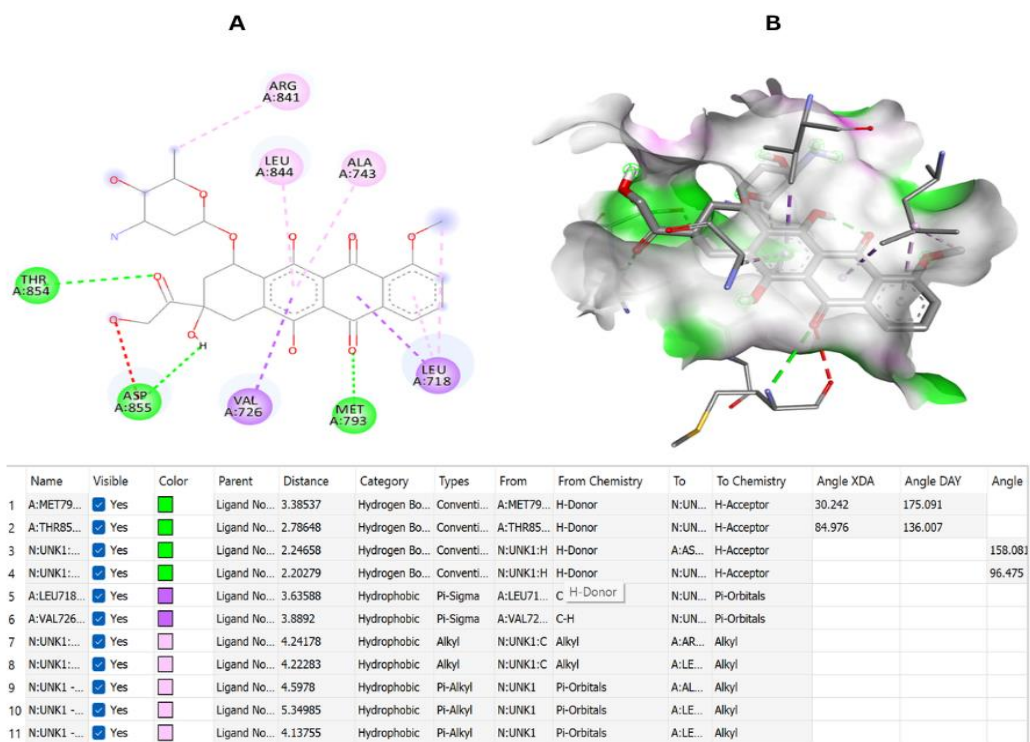 A B
ARG
A:841
LEU
A:844
ALA
A:743
O
O
O
O
O
O
N
O
THR
A:854
O
O
O
H
O
O
LEU
A:718
ASP
A:855
VAL
A:726
MET
A:793
Name Visible Color Parent Distance Category Types From From Chemistry To To Chemistry Angle XDA Angle DAY Angle
1 A:MET79... Yes Ligand No... 3.38537 Hydrogen Bo... Conventi... A:MET79... H-Donor N:UN... H-Acceptor 30.242 175.091
2 A:THR85... Yes Ligand No... 2.78648 Hydrogen Bo... Conventi... A:THR85... H-Donor N:UN... H-Acceptor 84.976 136.007
3 N:UNK1:... Yes Ligand No... 2.24658 Hydrogen Bo... Conventi... N:UNK1:H H-Donor A:AS... H-Acceptor 158.081
4 N:UNK1:... Yes Ligand No... 2.20279 Hydrogen Bo... Conventi... N:UNK1:H H-Donor N:UN... H-Acceptor 96.475
5 A:LEU718... Yes Ligand No... 3.63588 Hydrophobic Pi-Sigma A:LEU71... C H-Donor N:UN... Pi-Orbitals
6 A:VAL726... Yes Ligand No... 3.8892 Hydrophobic Pi-Sigma A:VAL72... C-H N:UN... Pi-Orbitals
7 N:UNK1:... Yes Ligand No... 4.24178 Hydrophobic Alkyl N:UNK1:C Alkyl A:AR... Alkyl
8 N:UNK1:... Yes Ligand No... 4.22283 Hydrophobic Alkyl N:UNK1:C Alkyl A:LE... Alkyl
9 N:UNK1 -... Yes Ligand No... 4.5978 Hydrophobic Pi-Alkyl N:UNK1 Pi-Orbitals A:AL... Alkyl
10 N:UNK1 -... Yes Ligand No... 5.34985 Hydrophobic Pi-Alkyl N:UNK1 Pi-Orbitals A:LE... Alkyl
11 N:UNK1 -... Yes Ligand No... 4.13755 Hydrophobic Pi-Alkyl N:UNK1 Pi-Orbitals A:LE... Alkyl